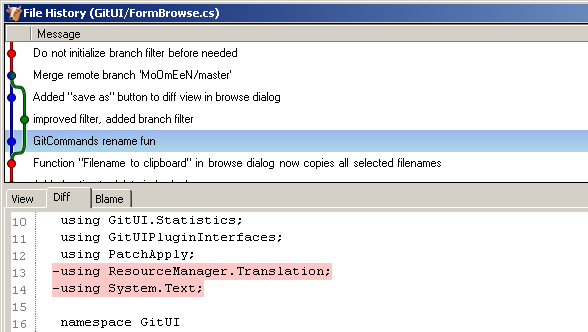 File History (GitUI/FormBrowse.cs)
Message
Do not initialize branch filter before needed
Merge remote branch 'MoOmEeN/master'
Added "save as" button to diff view in browse dialog
improved filter, added branch filter
GitCommands rename fun
Function "Filename to clipboard" in browse dialog now copies all selected filenames
View Diff Blame
10 using GitUI.Statistics;
11 using GitUIPluginInterfaces;
12 using PatchApply;
13 -using ResourceManager.Translation;
14 -using System.Text;
15
16 namespace GitUI